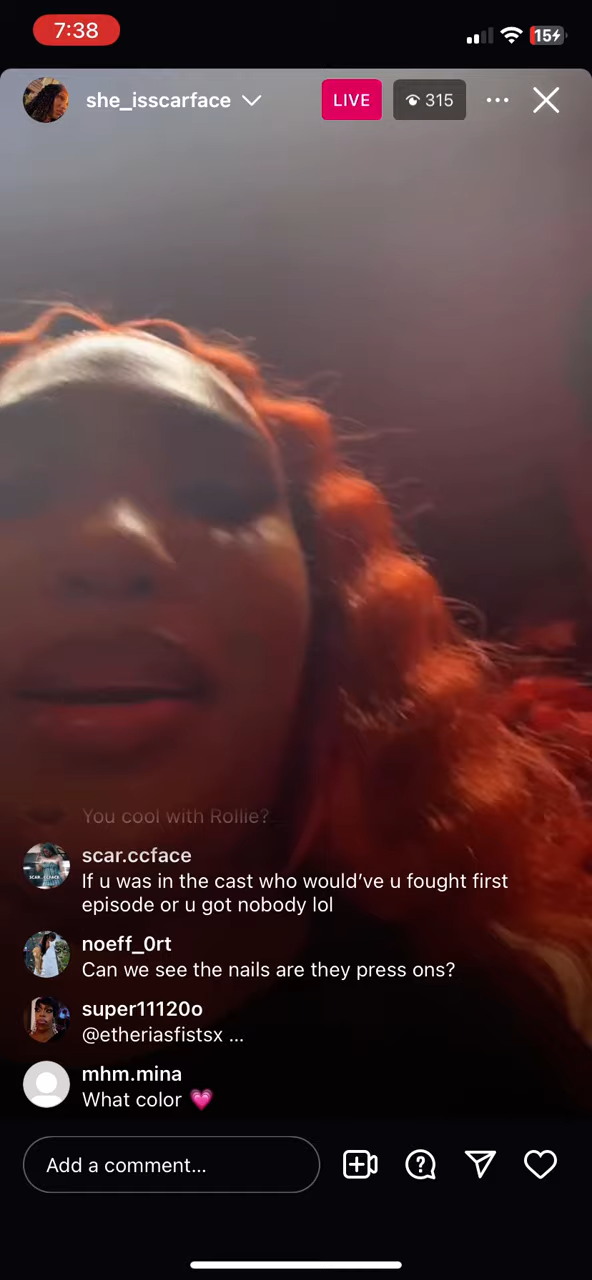 7:38
15
she_isscarface
LIVE
315
You cool with Rollie?
scar.ccface
If u was in the cast who would've u fought first
episode or u got nobody lol
noeff_0rt
Can we see the nails are they press ons?
super11120o
@etheriasfistsx ...
mhm.mina
What color 💗
Add a comment...